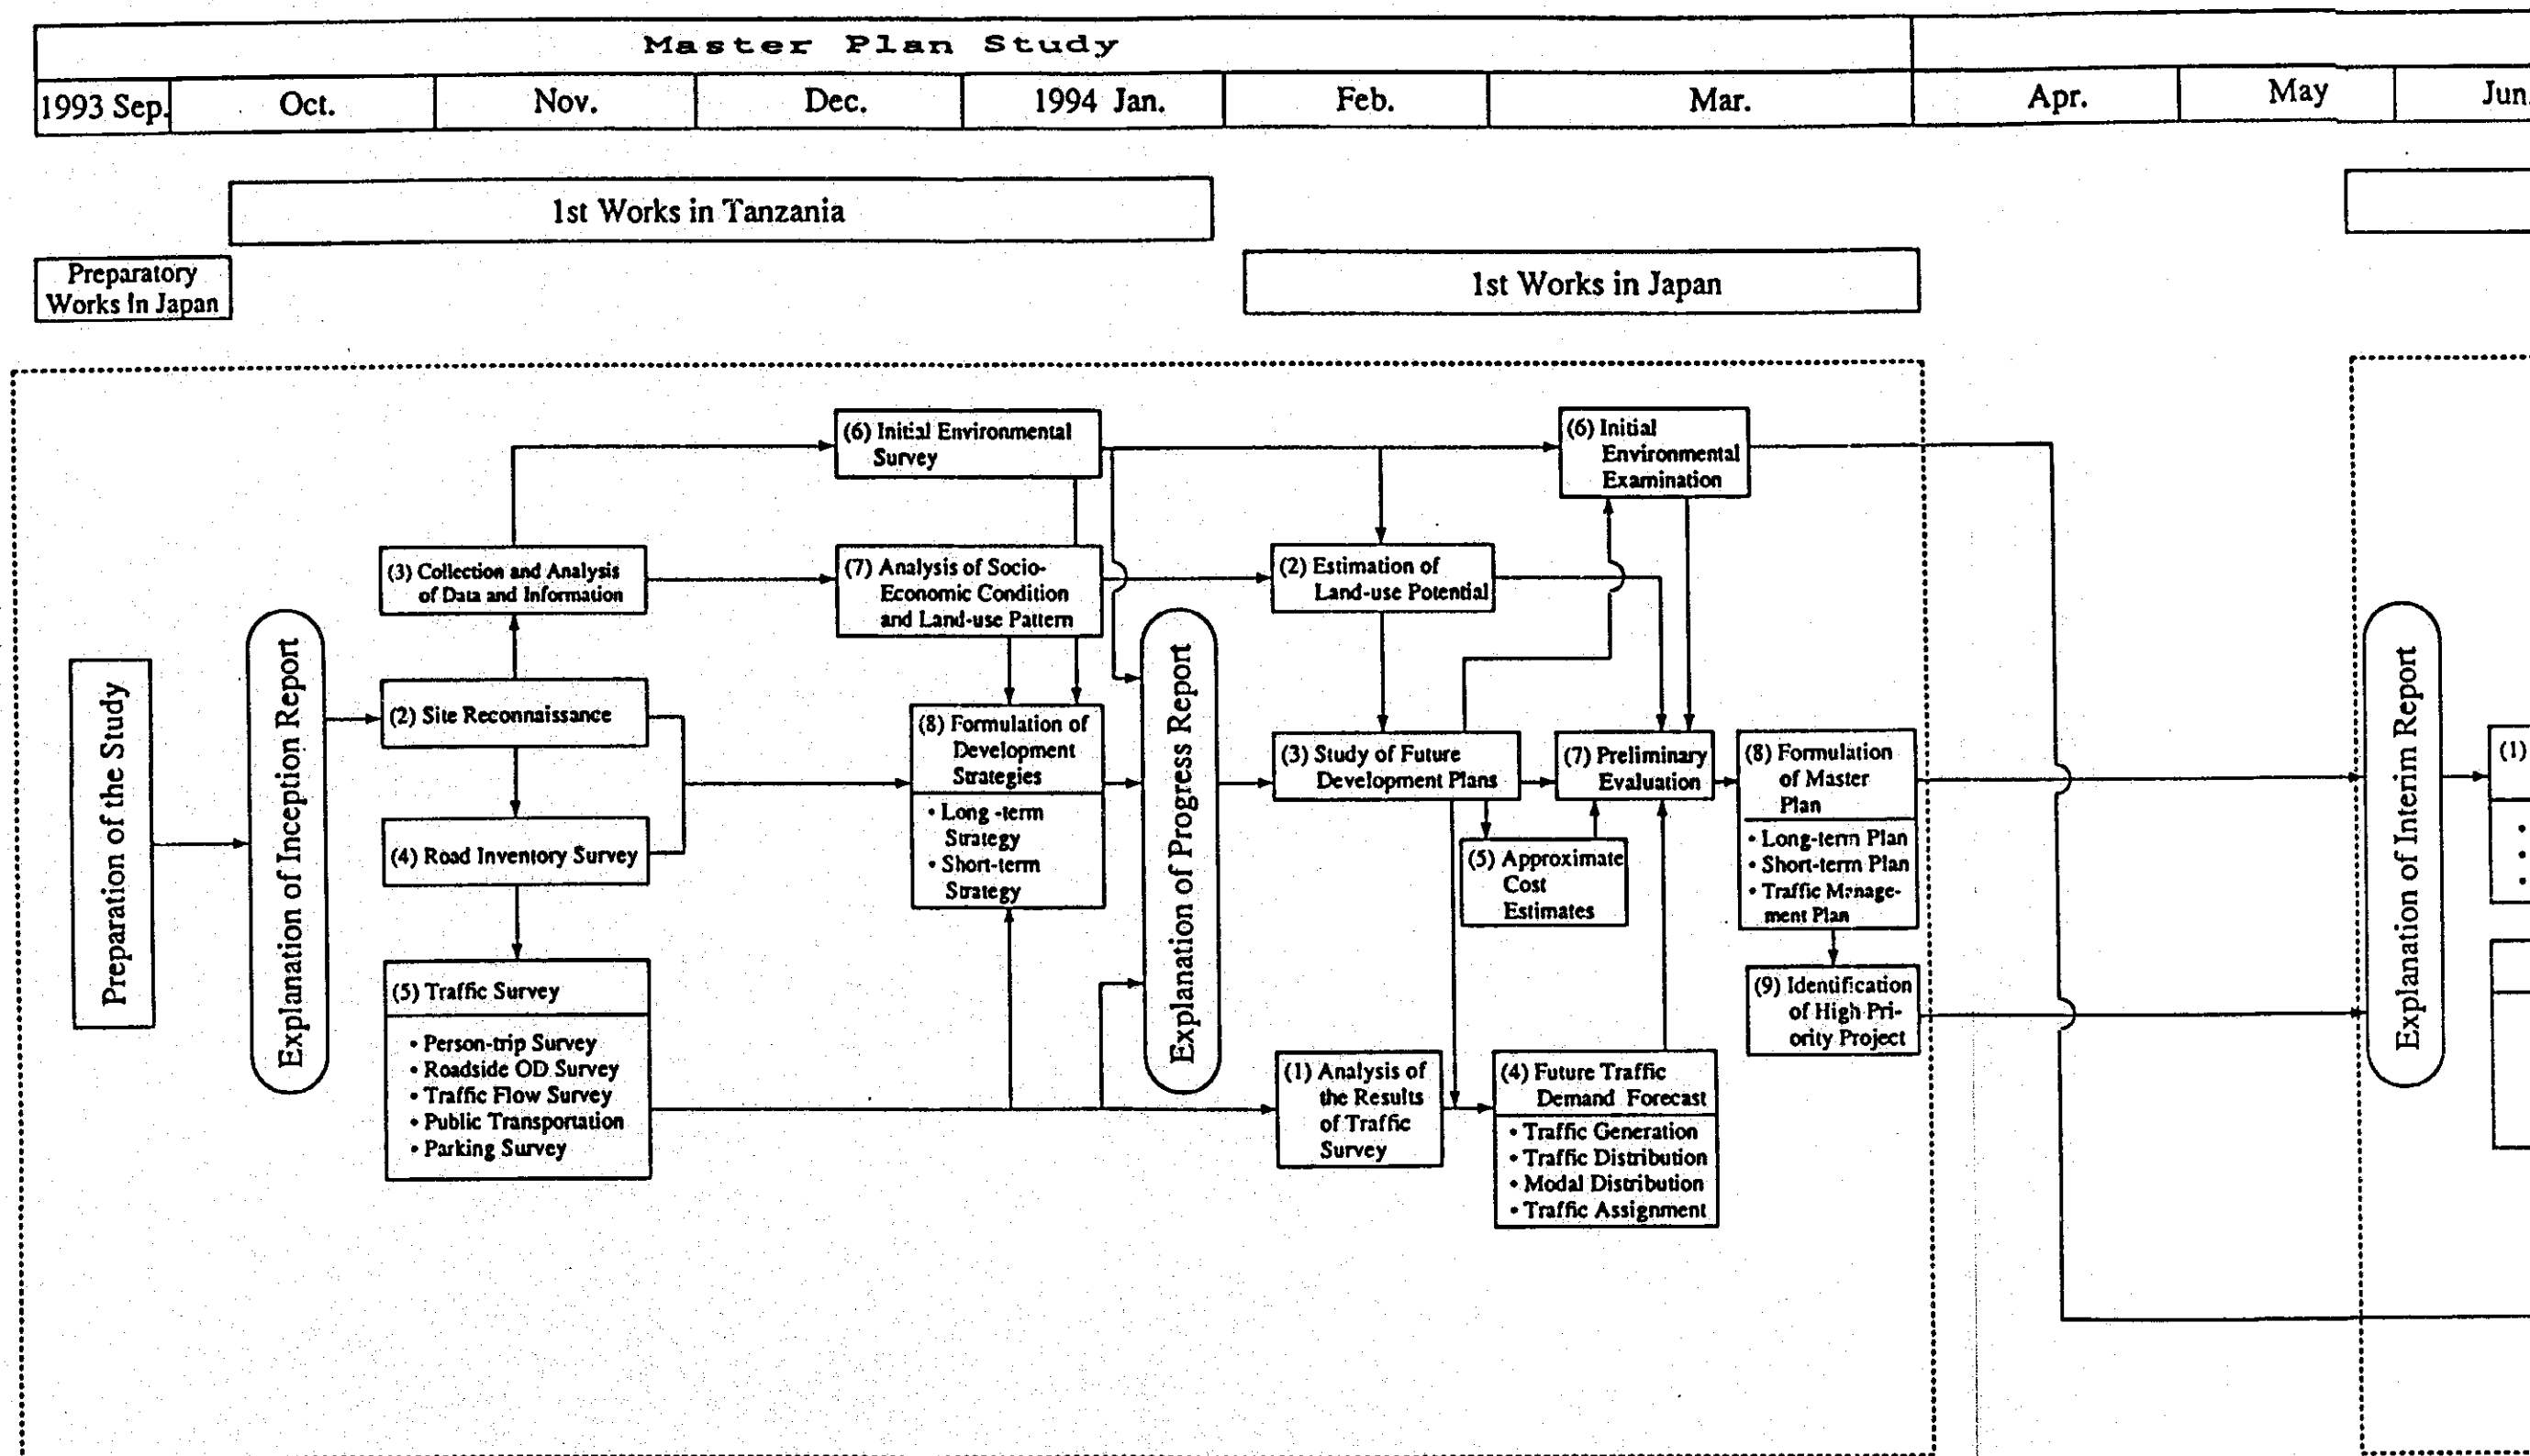 Master Plan Study
1993 Sep.
Oct.
Nov.
Dec.
1994 Jan.
Feb.
Mar.
Apr.
May
Jun.
1st Works in Tanzania
Preparatory
Works In Japan
1st Works in Japan
Preparation of the Study
Explanation of Inception Report
(3) Collection and Analysis
of Data and Information
(2) Site Reconnaissance
(4) Road Inventory Survey
(5) Traffic Survey
• Person-trip Survey
• Roadside OD Survey
• Traffic Flow Survey
• Public Transportation
• Parking Survey
(6) Initial Environmental
Survey
(7) Analysis of Socio-
Economic Condition
and Land-use Pattern
(8) Formulation of
Development
Strategies
• Long -term
Strategy
• Short-term
Strategy
Explanation of Progress Report
(2) Estimation of
Land-use Potential
(3) Study of Future
Development Plans
(5) Approximate
Cost
Estimates
(1) Analysis of
the Results
of Traffic
Survey
(6) Initial
Environmental
Examination
(7) Preliminary
Evaluation
(4) Future Traffic
Demand Forecast
• Traffic Generation
• Traffic Distribution
• Modal Distribution
• Traffic Assignment
(8) Formulation
of Master
Plan
• Long-term Plan
• Short-term Plan
• Traffic Manage-
ment Plan
(9) Identification
of High Pri-
ority Project
Explanation of Interim Report
(1)
•
•
•